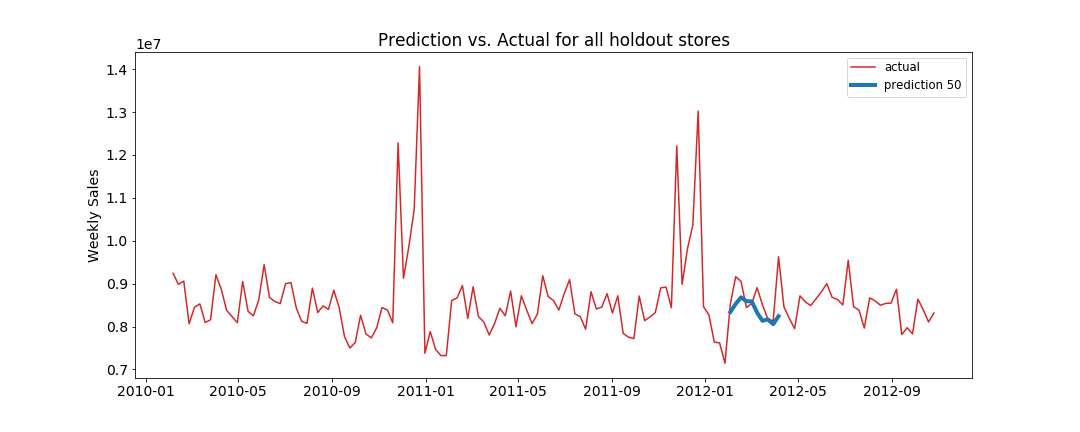 Prediction vs. Actual for all holdout stores
1e7
actual
prediction 50
1.4
1.3
1.2
1.1
1.0
0.9
0.8
0.7
Weekly Sales
2010-01 2010-05 2010-09 2011-01 2011-05 2011-09 2012-01 2012-05 2012-09